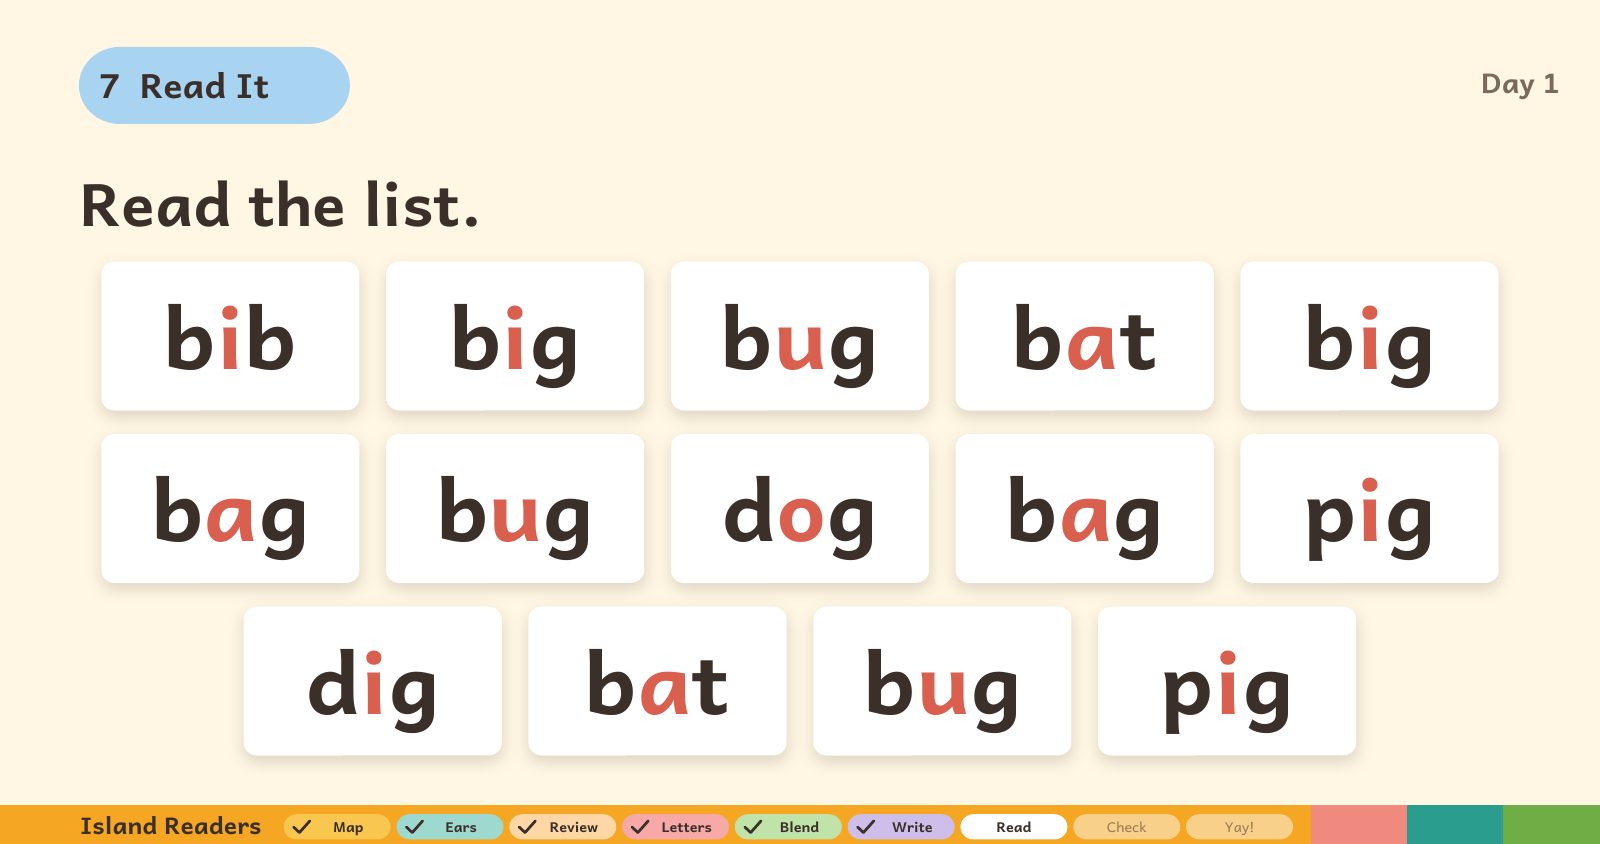 7 Read It
Day 1
Read the list.
bib big bug bat big
bag bug dog bag pig
dig bat bug pig
Island Readers Map Ears Review Letters Blend Write Read Check Yay!